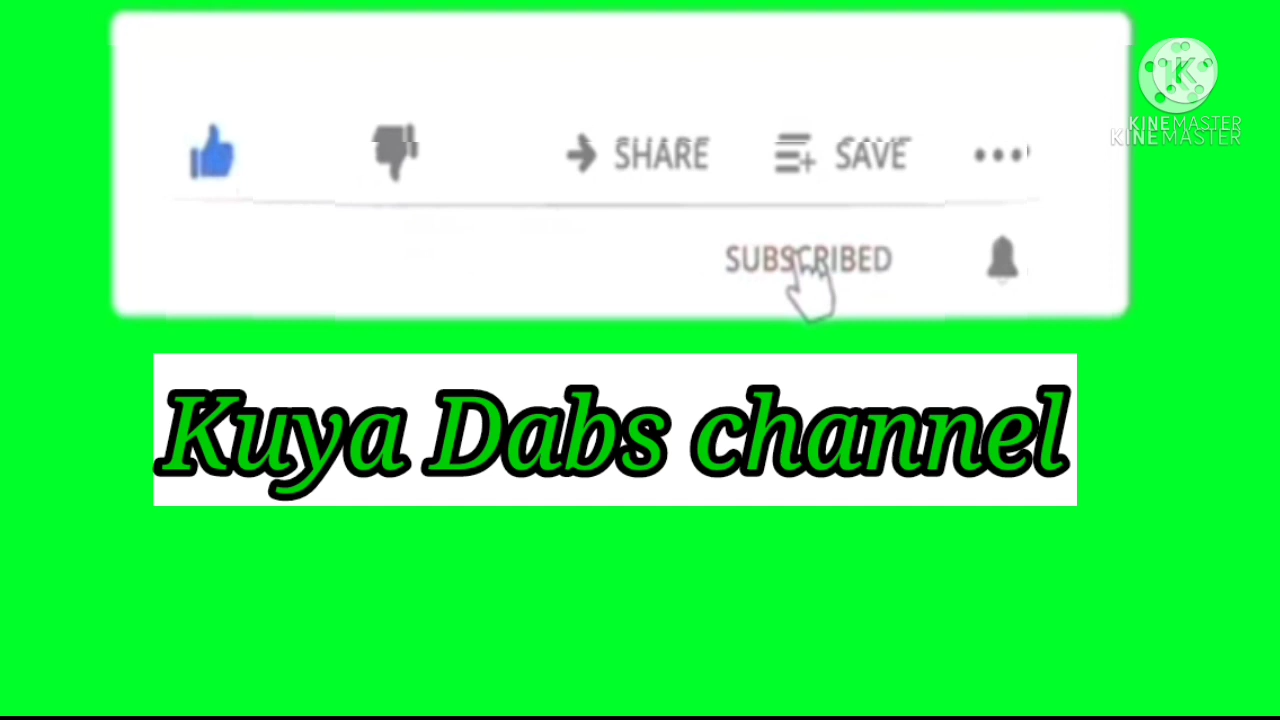 KINEMASTER
KINEMASTER
SHARE
SAVE
SUBSCRIBED
Kuya Dabs channel